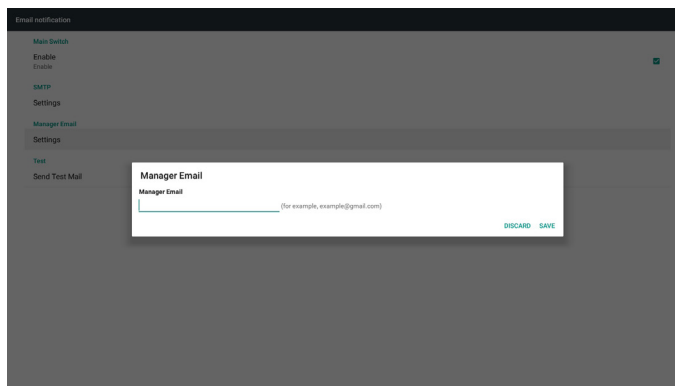 Email notification
Main Switch
Enable
Enable
SMTP
Settings
Manager Email
Settings
Test
Send Test Mail
Manager Email
Manager Email
(for example, example@gmail.com)
DISCARD SAVE